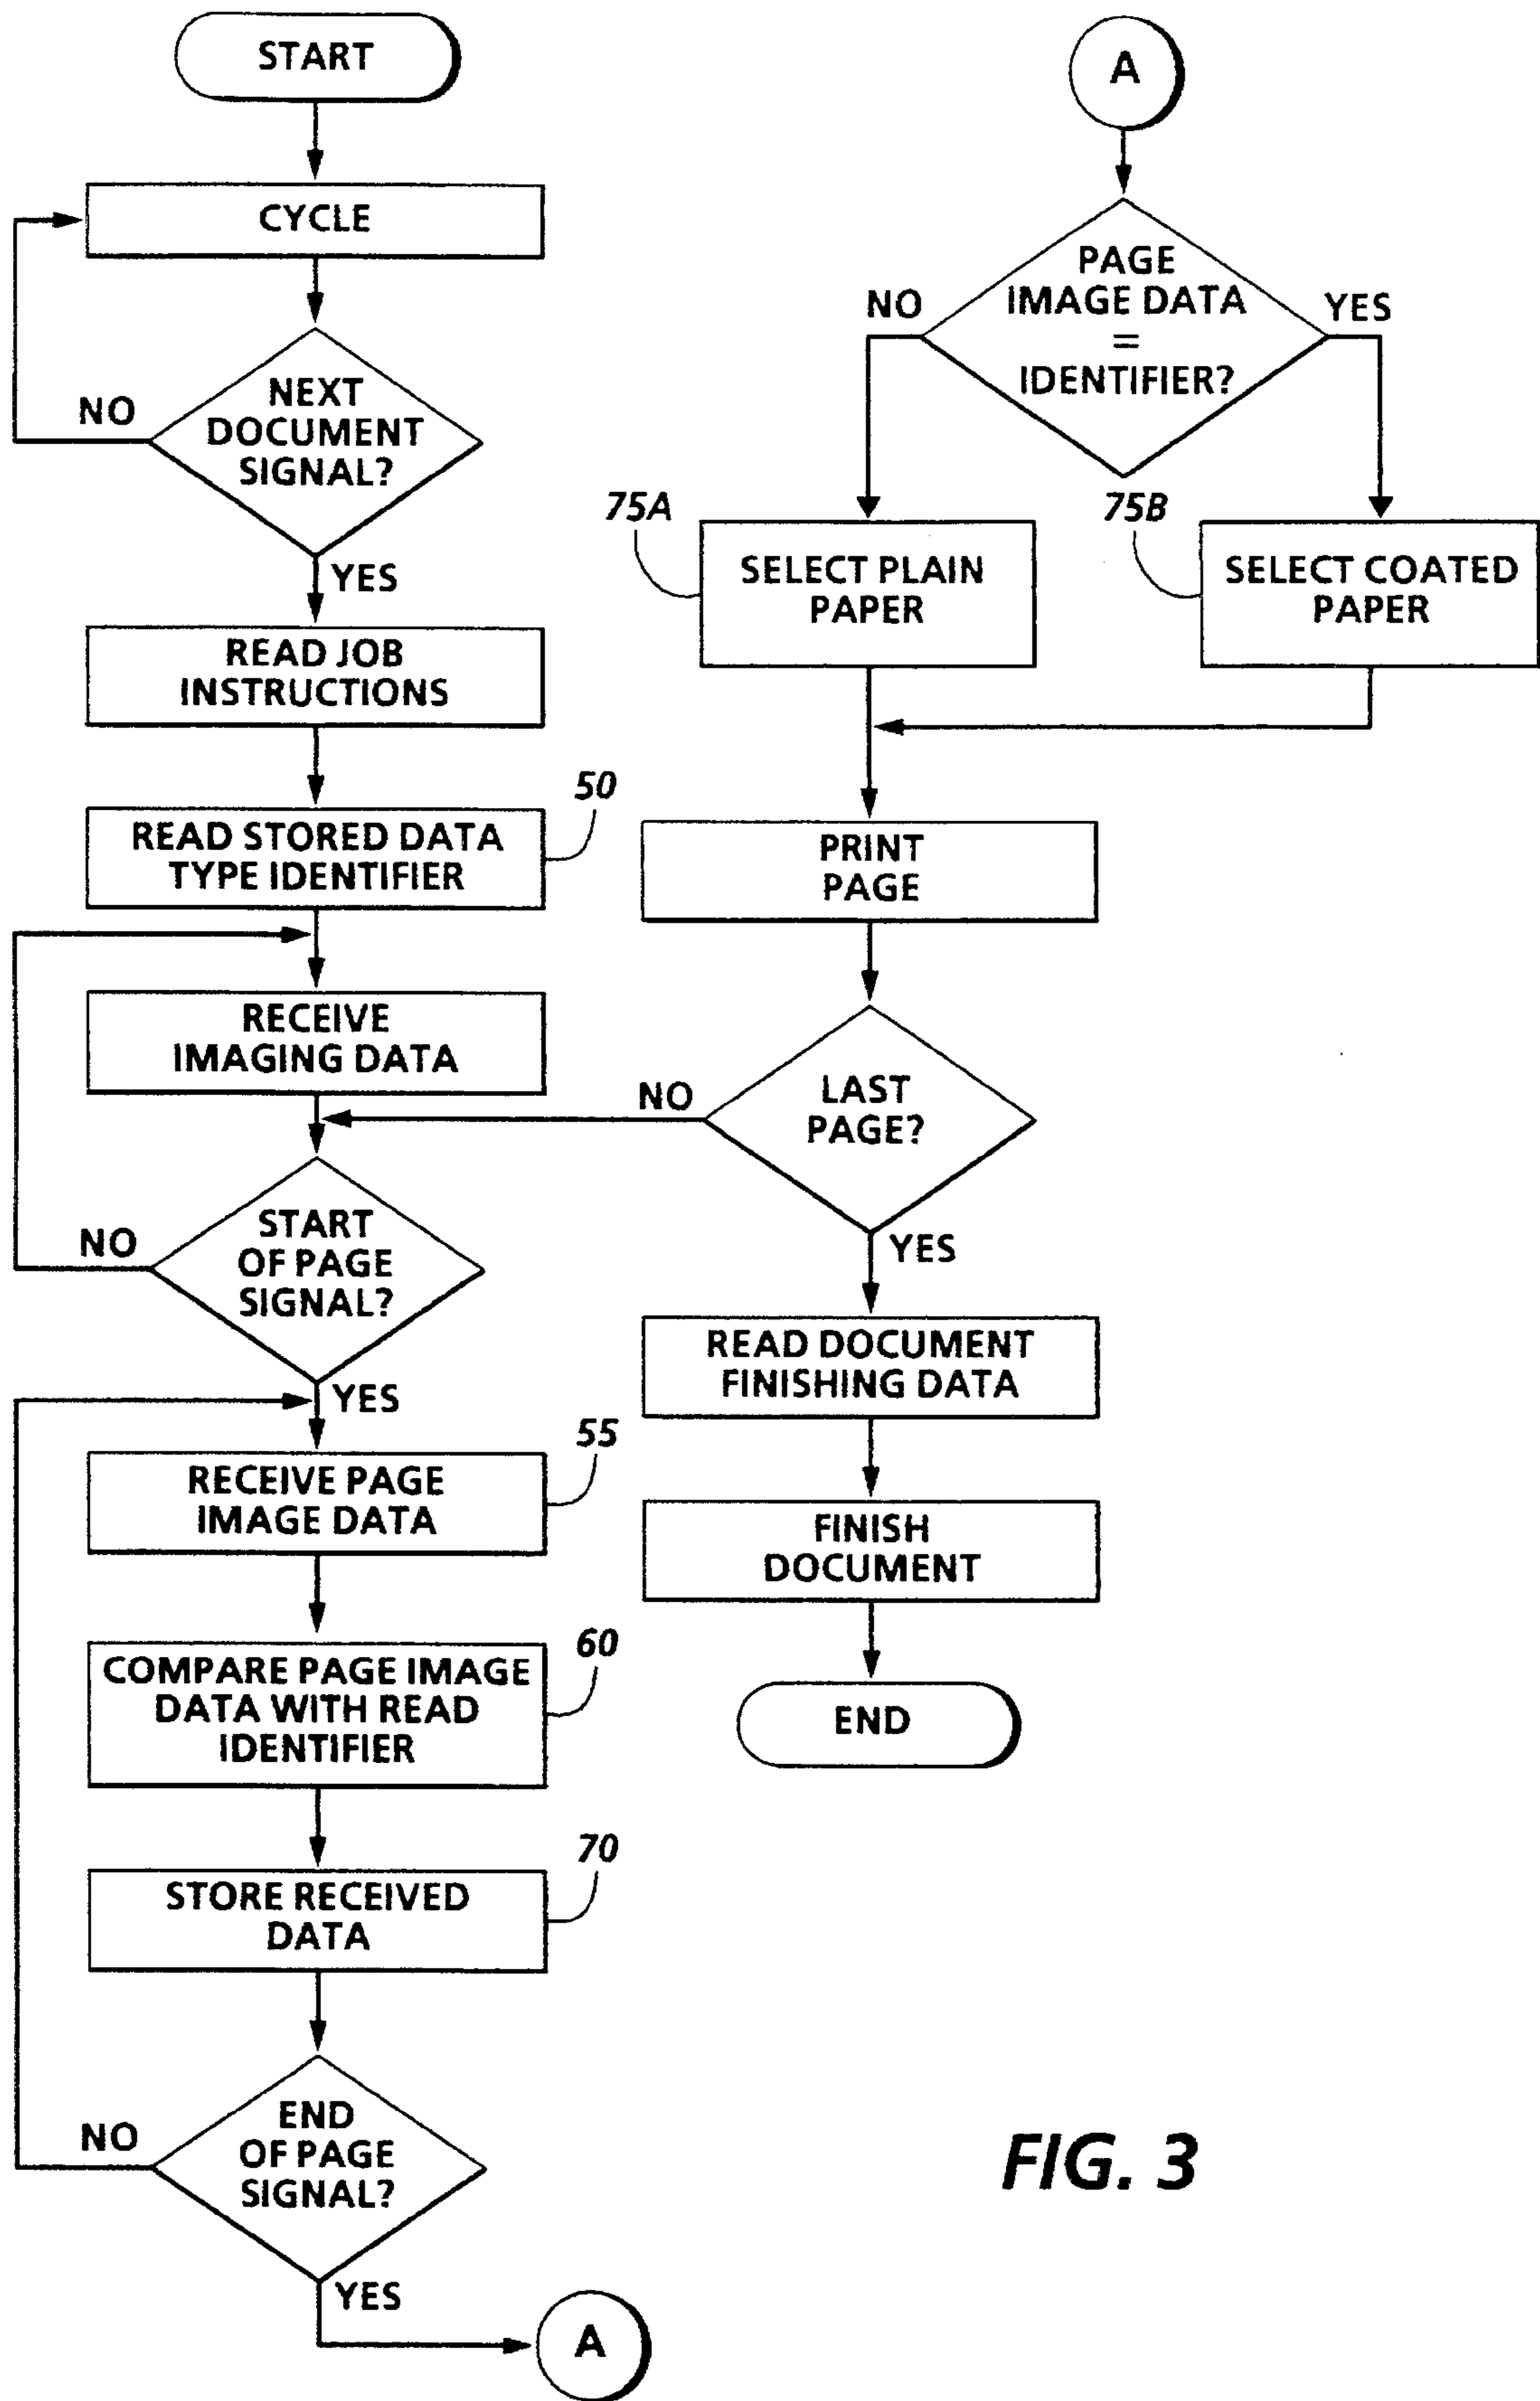 START
CYCLE
NEXT
DOCUMENT
SIGNAL?
NO
YES
READ JOB
INSTRUCTIONS
50
READ STORED DATA
TYPE IDENTIFIER
RECEIVE
IMAGING DATA
START
OF PAGE
SIGNAL?
NO
YES
55
RECEIVE PAGE
IMAGE DATA
60
COMPARE PAGE IMAGE
DATA WITH READ
IDENTIFIER
70
STORE RECEIVED
DATA
END
OF PAGE
SIGNAL?
NO
YES
A
A
PAGE
IMAGE DATA
=
IDENTIFIER?
NO
YES
75A
SELECT PLAIN
PAPER
75B
SELECT COATED
PAPER
PRINT
PAGE
LAST
PAGE?
NO
YES
READ DOCUMENT
FINISHING DATA
FINISH
DOCUMENT
END
FIG. 3